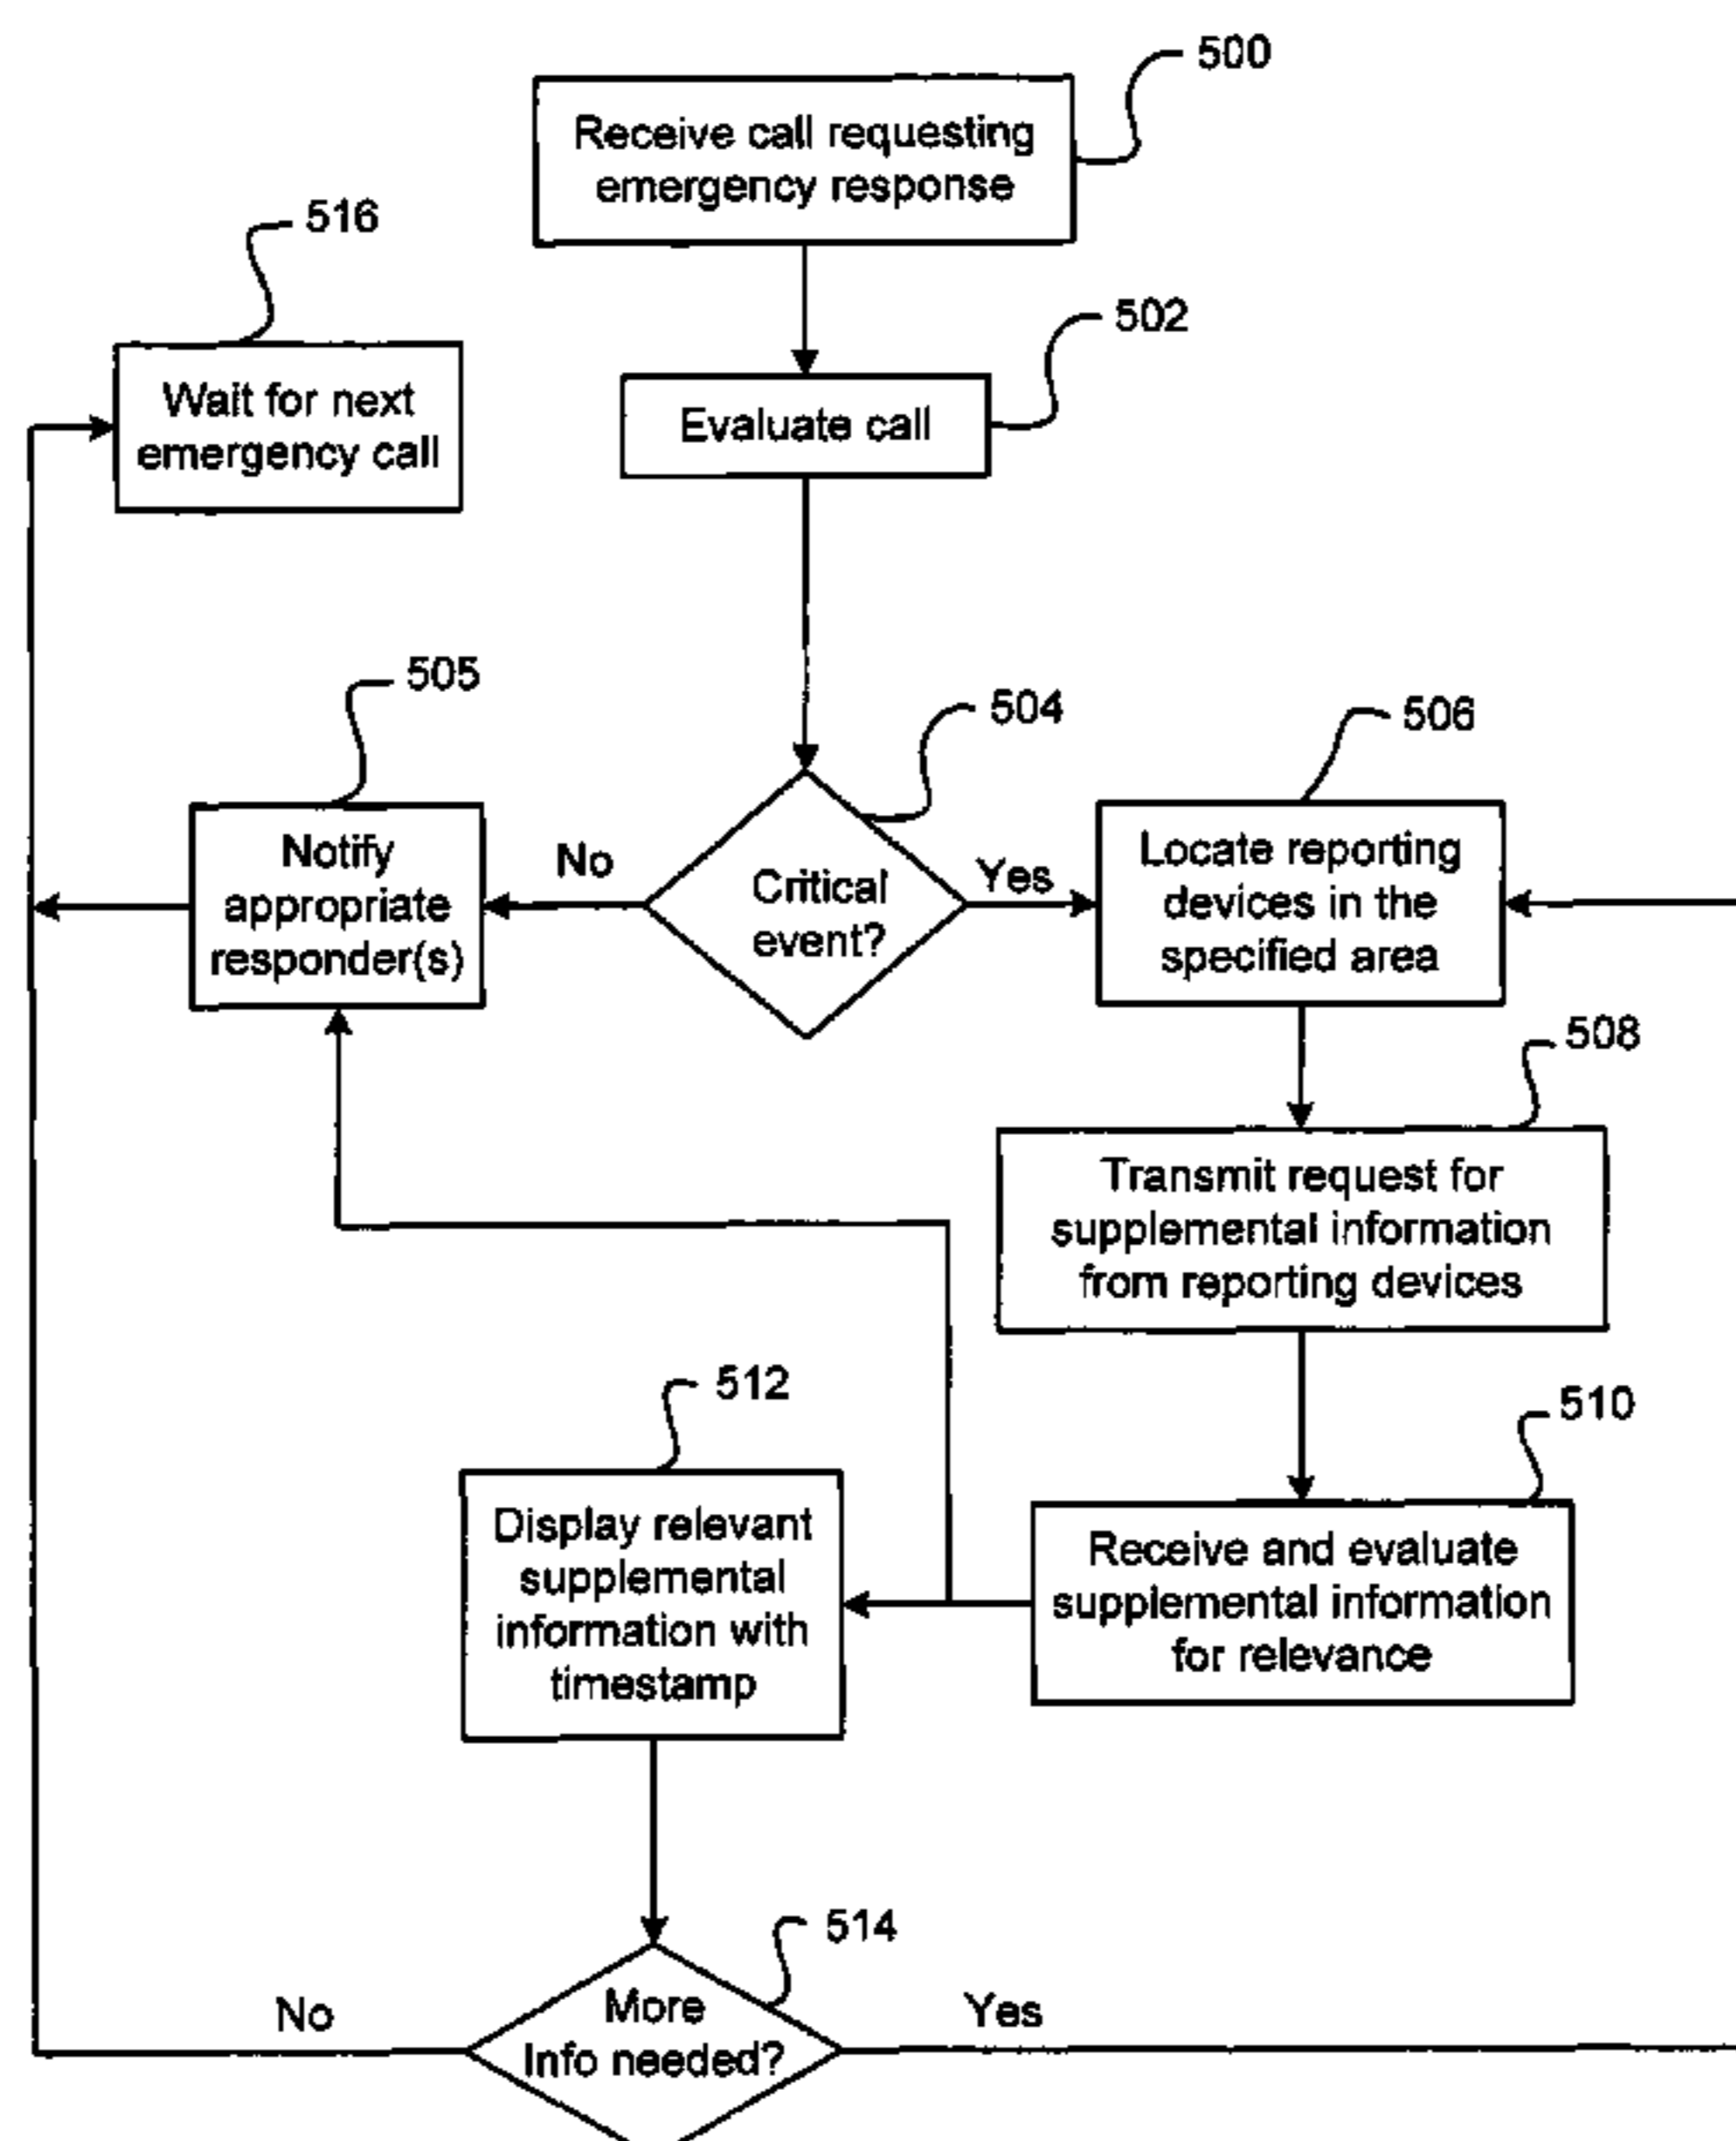 500
Receive call requesting
emergency response
516
502
Wait for next
emergency call
Evaluate call
505
504
506
Notify
appropriate
responder(s)
No
Critical
event?
Yes
Locate reporting
devices in the
specified area
508
Transmit request for
supplemental information
from reporting devices
512
510
Display relevant
supplemental
information with
timestamp
Receive and evaluate
supplemental information
for relevance
514
No
More
Info needed?
Yes